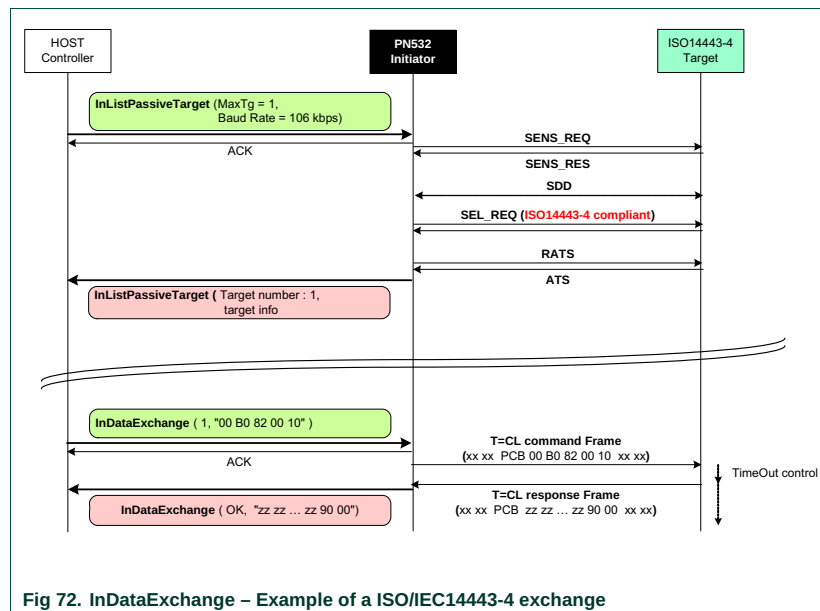 HOST
Controller
PN532
Initiator
ISO14443-4
Target
InListPassiveTarget (MaxTg = 1,
Baud Rate = 106 kbps)
ACK
SENS_REQ
SENS_RES
SDD
SEL_REQ (ISO14443-4 compliant)
RATS
ATS
InListPassiveTarget ( Target number : 1,
target info
InDataExchange ( 1, "00 B0 82 00 10" )
ACK
T=CL command Frame
(xx xx PCB 00 B0 82 00 10 xx xx)
TimeOut control
T=CL response Frame
(xx xx PCB zz zz … zz 90 00 xx xx)
InDataExchange ( OK, "zz zz … zz 90 00")
Fig 72. InDataExchange – Example of a ISO/IEC14443-4 exchange